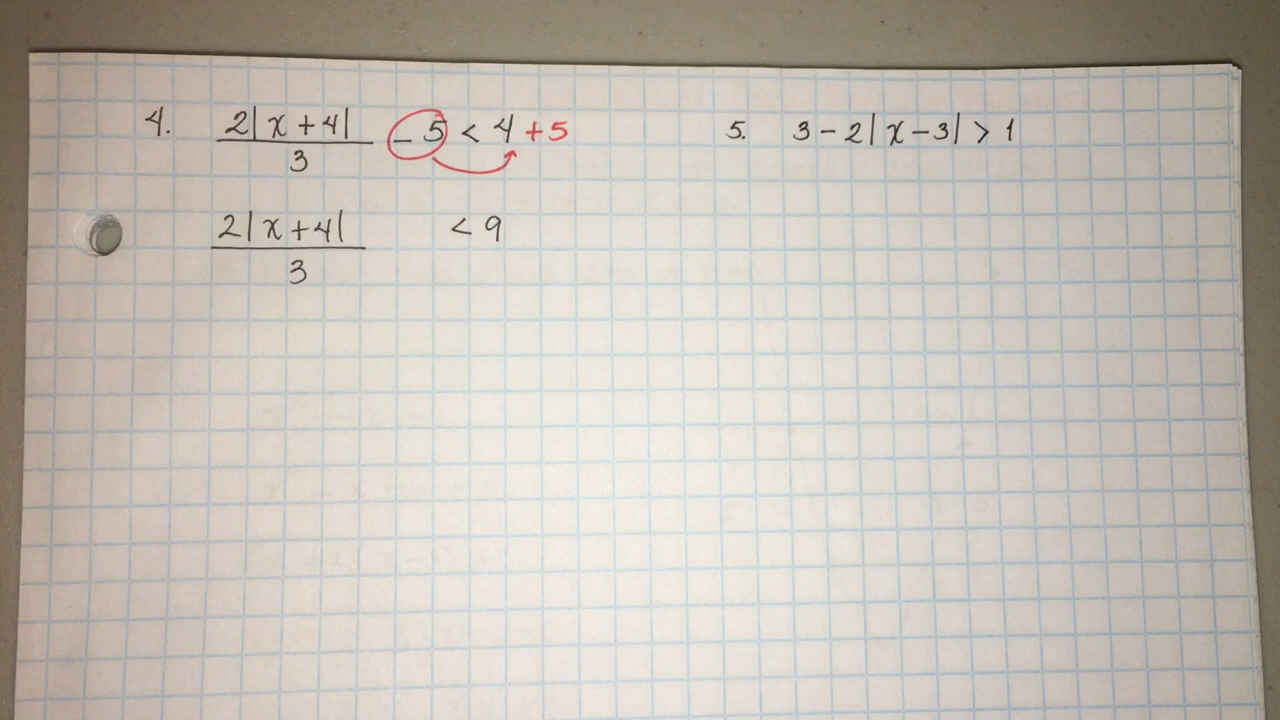 4. 2|x+4|/3 - 5 < 4 +5
2|x+4|/3 < 9
5. 3-2|x-3| > 1